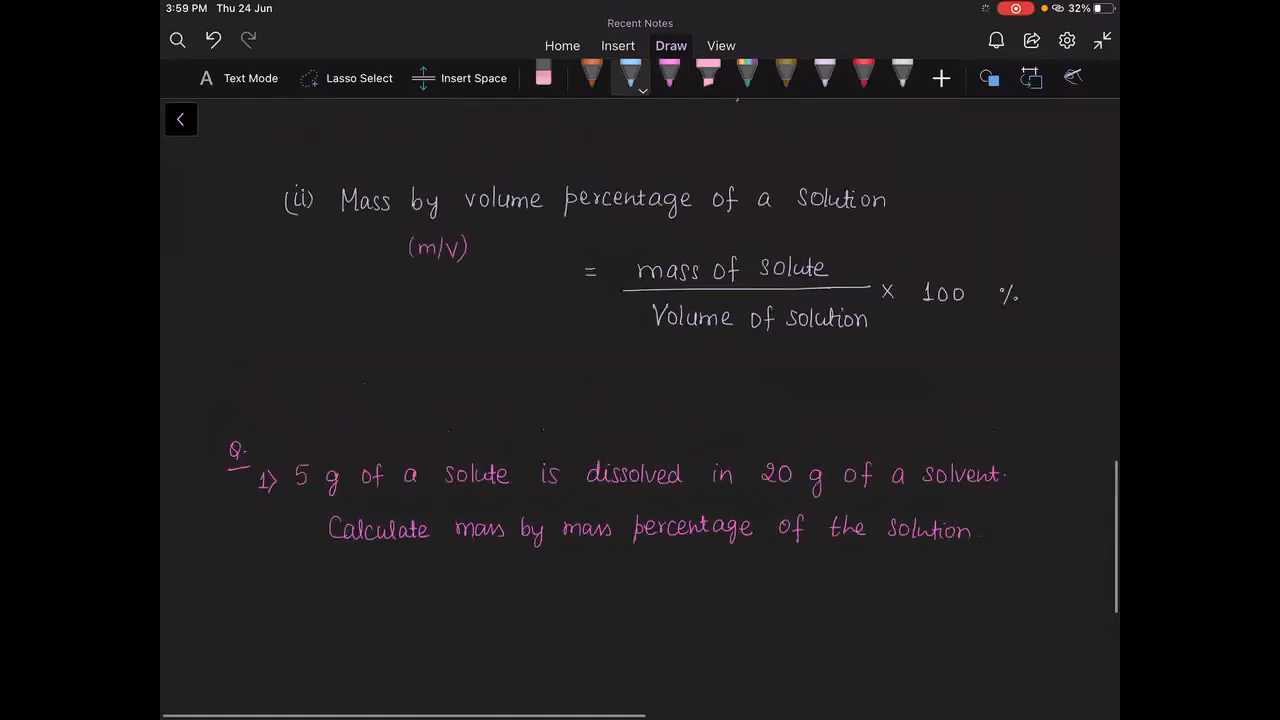 3:59 PM Thu 24 Jun 32%
Recent Notes
Home Insert Draw View
A Text Mode Lasso Select Insert Space
(ii) Mass by volume percentage of a solution
(m/v)
= mass of solute
Volume of solution × 100 %
Q.
1) 5 g of a solute is dissolved in 20 g of a solvent.
Calculate mass by mass percentage of the solution.